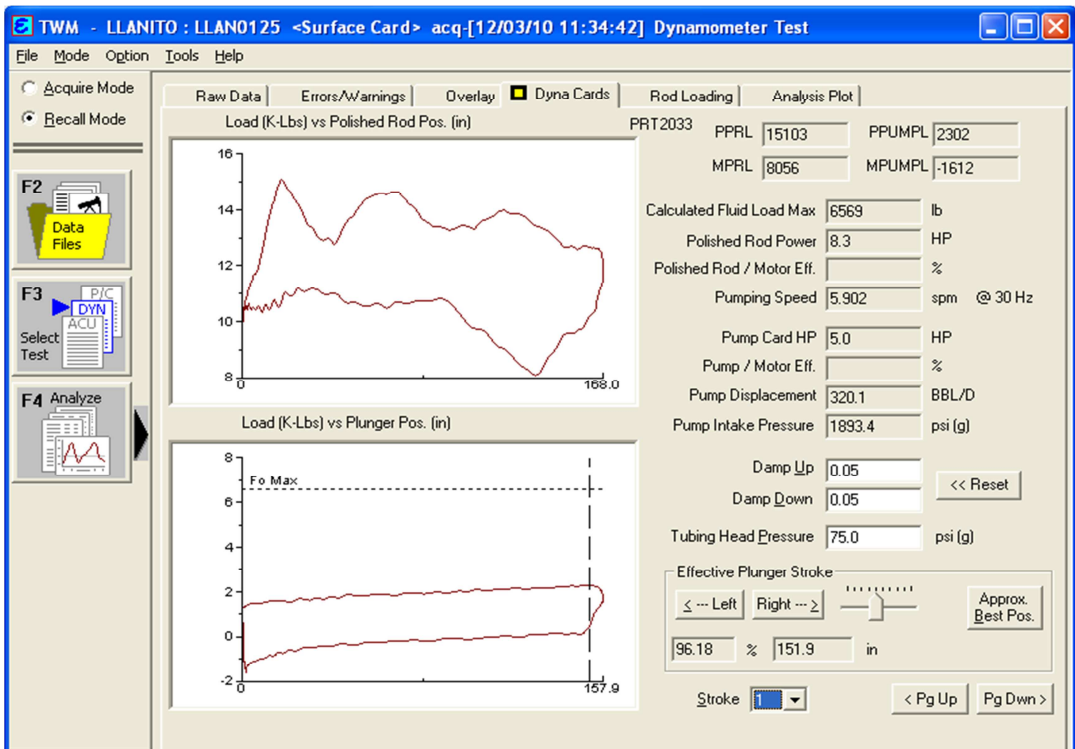 TWM - LLANITO : LLAN0125 <Surface Card> acq-[12/03/10 11:34:42] Dynamometer Test
File Mode Option Tools Help
Acquire Mode
Recall Mode
F2
Data
Files
F3
P/C
DYN
ACU
Select
Test
F4 Analyze
Raw Data Errors/Warnings Overlay Dyna Cards Rod Loading Analysis Plot
Load (K-Lbs) vs Polished Rod Pos. (in)
16
14
12
10
8
0 168.0
Load (K-Lbs) vs Plunger Pos. (in)
8
Fo Max
6
4
2
0
-2
0 157.9
PRT2033 PPRL 15103 PPUMPL 2302
MPRL 8056 MPUMPL -1612
Calculated Fluid Load Max 6569 lb
Polished Rod Power 8.3 HP
Polished Rod / Motor Eff. %
Pumping Speed 5.902 spm @ 30 Hz
Pump Card HP 5.0 HP
Pump / Motor Eff. %
Pump Displacement 320.1 BBL/D
Pump Intake Pressure 1893.4 psi (g)
Damp Up 0.05
<< Reset
Damp Down 0.05
Tubing Head Pressure 75.0 psi (g)
Effective Plunger Stroke
< --- Left Right --- > Approx.
Best Pos.
96.18 % 151.9 in
Stroke 1 < Pg Up Pg Dwn >